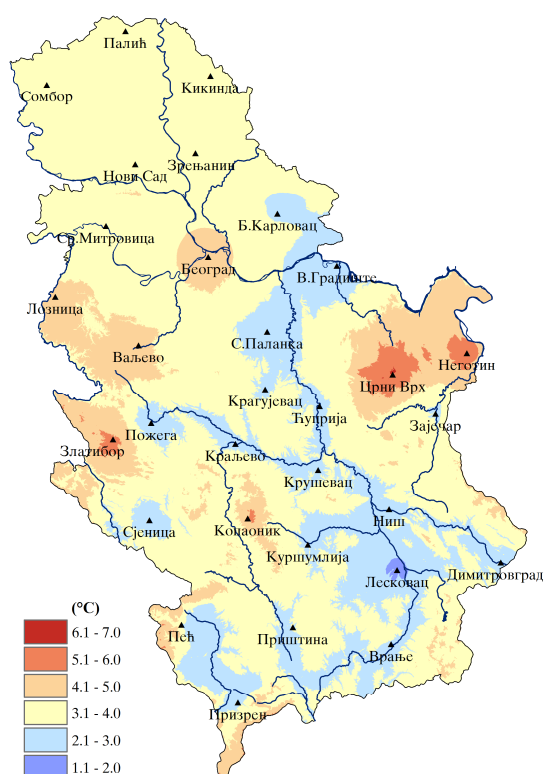 Палић
Кикинда
Сомбор
Зрењанин
Нови Сад
Б.Карловац
Ср.Митровица
Београд
В.Градиште
Лозница
С.Паланка
Ваљево
Неготин
Црни Врх
Крагујевац
Ћуприја
Зајечар
Пожега
Златибор
Краљево
Крушевац
Ниш
Сјеница
Копаоник
Куршумлија
Димитровград
Лесковац
(°C)
6.1 - 7.0
Пећ
Приштина
5.1 - 6.0
Врање
4.1 - 5.0
3.1 - 4.0
Призрен
2.1 - 3.0
1.1 - 2.0